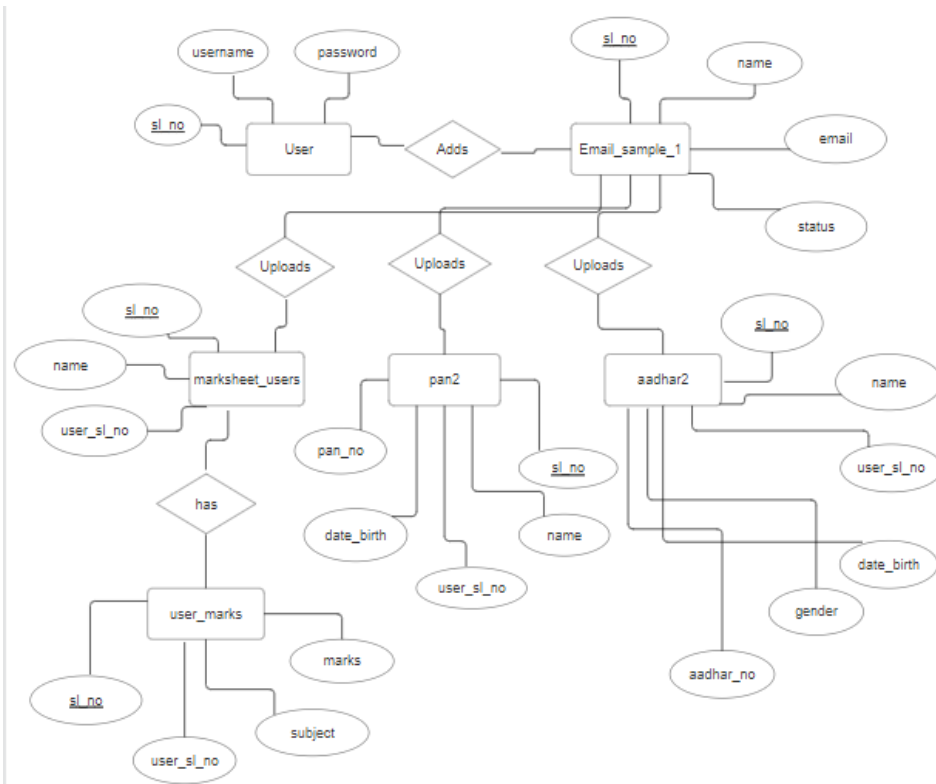 sl_no
username
password
name
sl_no
User
Adds
Email_sample_1
email
status
Uploads
Uploads
Uploads
sl_no
sl_no
name
marksheet_users
pan2
aadhar2
name
user_sl_no
pan_no
sl_no
user_sl_no
has
date_birth
name
date_birth
user_sl_no
gender
user_marks
marks
aadhar_no
sl_no
subject
user_sl_no